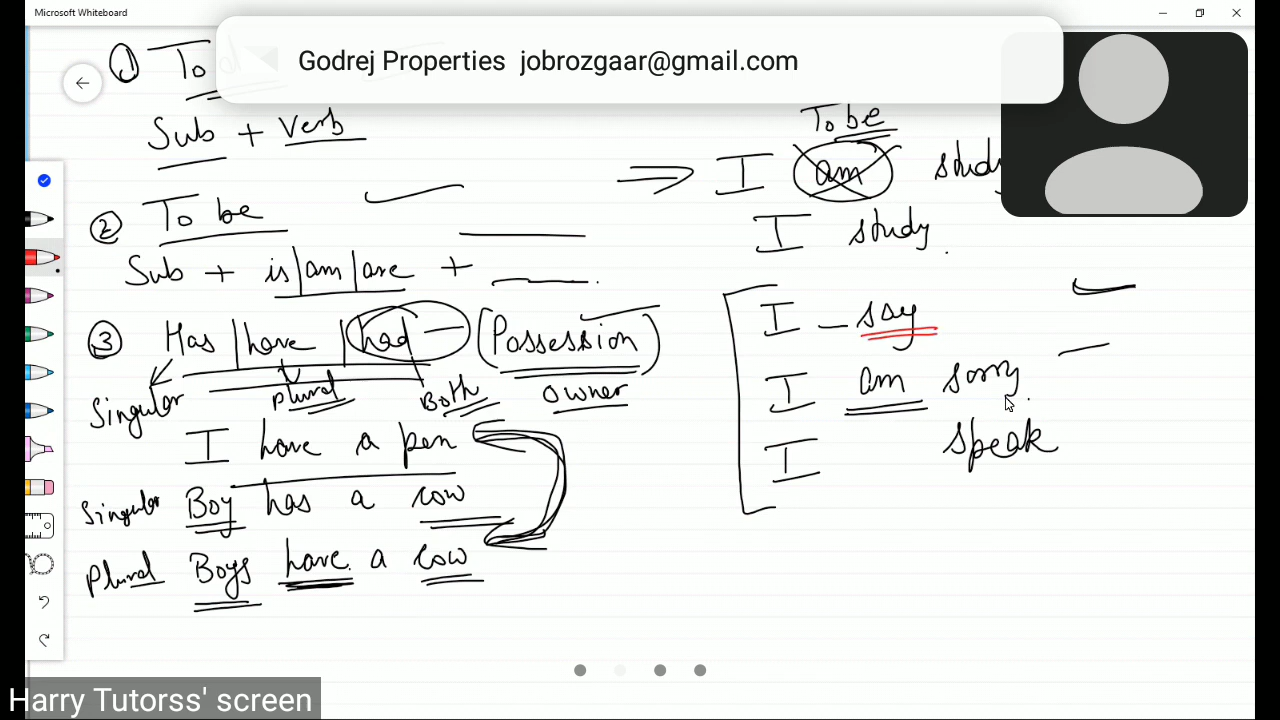 Microsoft Whiteboard
Godrej Properties jobrozgaar@gmail.com
① To
Sub + Verb
② To be
Sub + is|am|are +
③ Has|have|had — (Possession)
Singular Plural Both owner
I have a pen
Singular Boy has a cow
Plural Boys have a cow
To be
⇒ I am study
I study.
I — say
I am sorry.
I speak
Harry Tutorss' screen